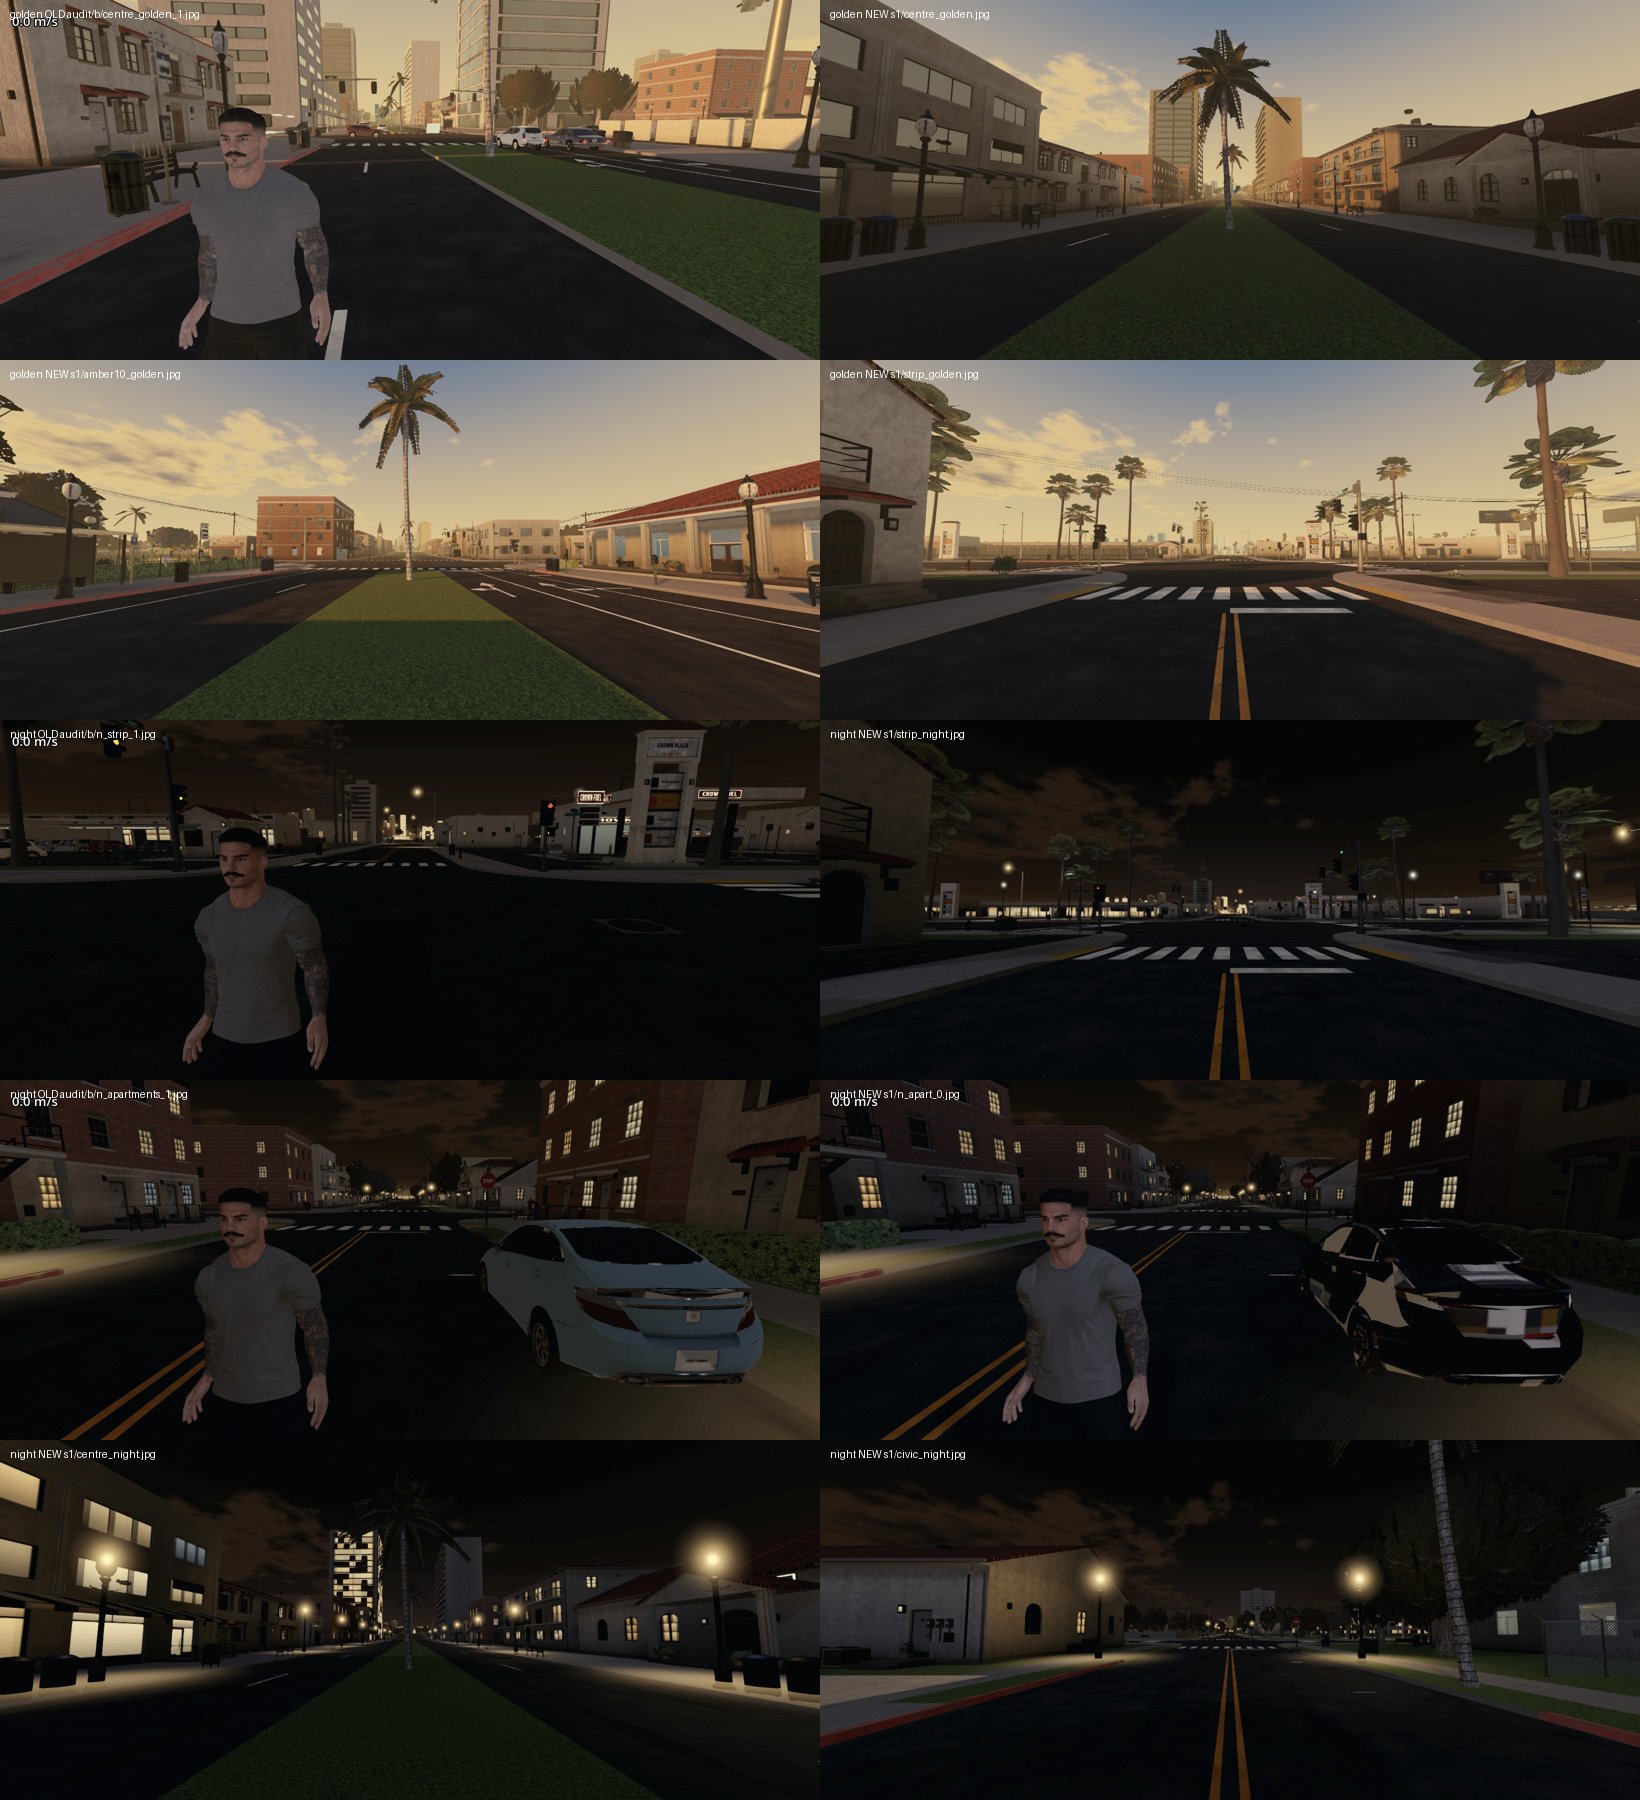 golden OLD audit/b/centre_golden_1.jpg
0.0 m/s
golden NEW s1/centre_golden.jpg
golden NEW s1/amber10_golden.jpg
golden NEW s1/strip_golden.jpg
night OLD audit/b/n_strip_1.jpg
0.0 m/s
CROWN PLAZA
CROWN FUEL
night NEW s1/strip_night.jpg
night OLD audit/b/n_apartments_1.jpg
0.0 m/s
STOP
night NEW s1/n_apart_0.jpg
0.0 m/s
night NEW s1/centre_night.jpg
night NEW s1/civic_night.jpg